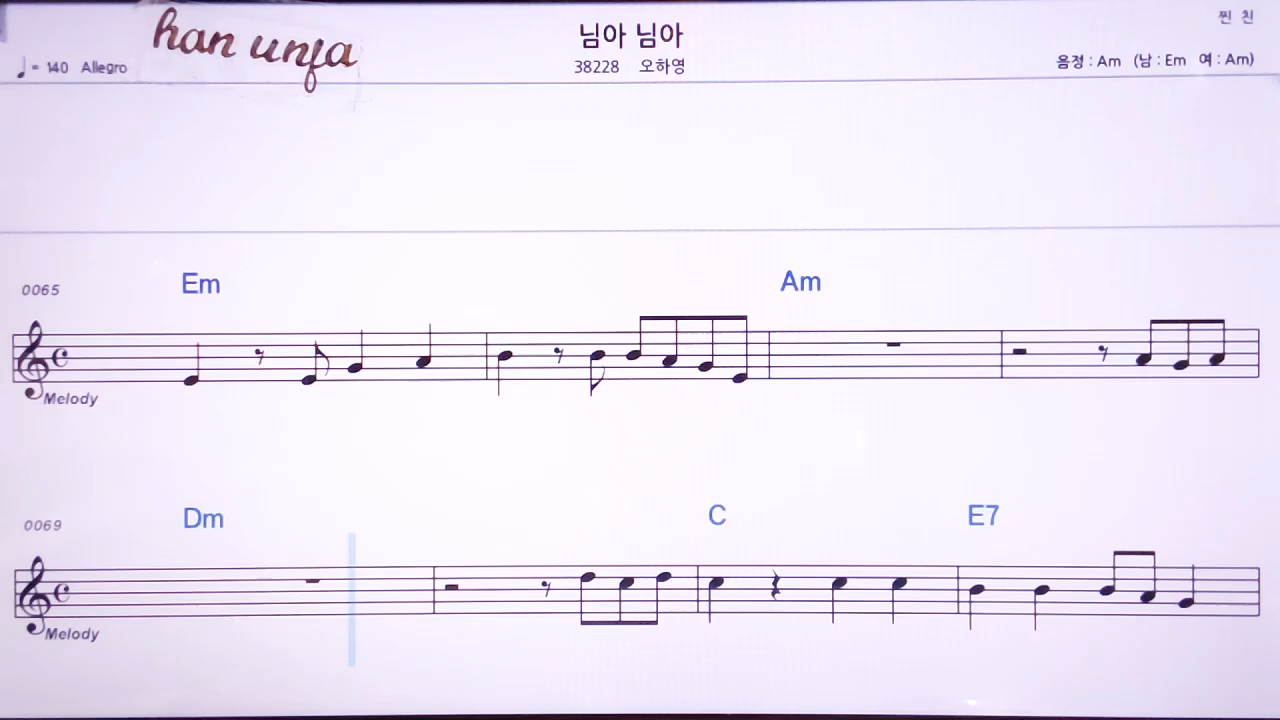 han unja
님아 님아
찐 친
♩= 140 Allegro
38228 오하영
음정 : Am (남 : Em 여 : Am)
0065
Em
Am
Melody
0069
Dm
C
E7
Melody